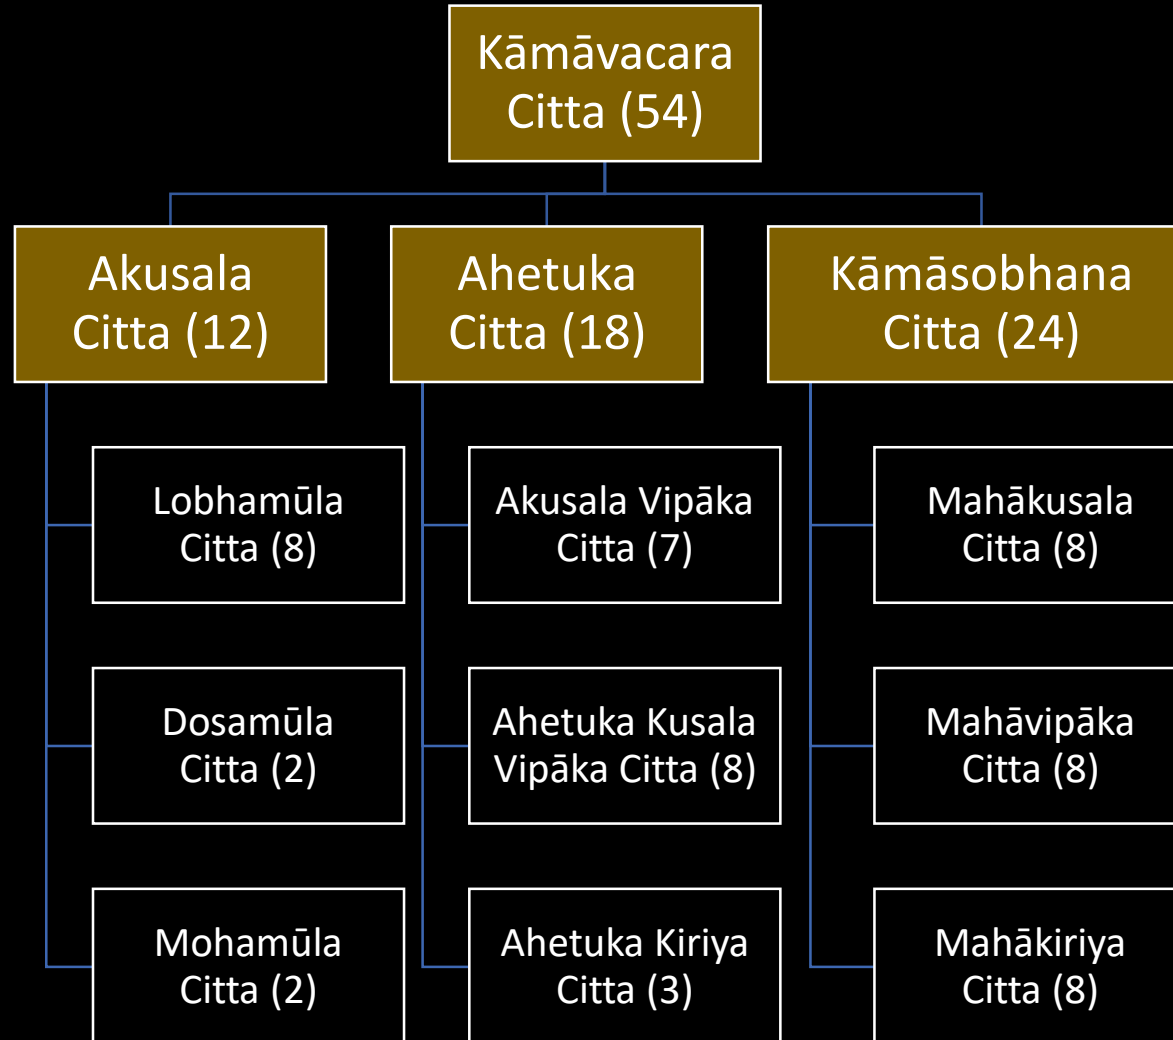 Kāmāvacara
Citta (54)
Akusala
Citta (12)
Ahetuka
Citta (18)
Kāmāsobhana
Citta (24)
Lobhamūla
Citta (8)
Akusala Vipāka
Citta (7)
Mahākusala
Citta (8)
Dosamūla
Citta (2)
Ahetuka Kusala
Vipāka Citta (8)
Mahāvipāka
Citta (8)
Mohamūla
Citta (2)
Ahetuka Kiriya
Citta (3)
Mahākiriya
Citta (8)